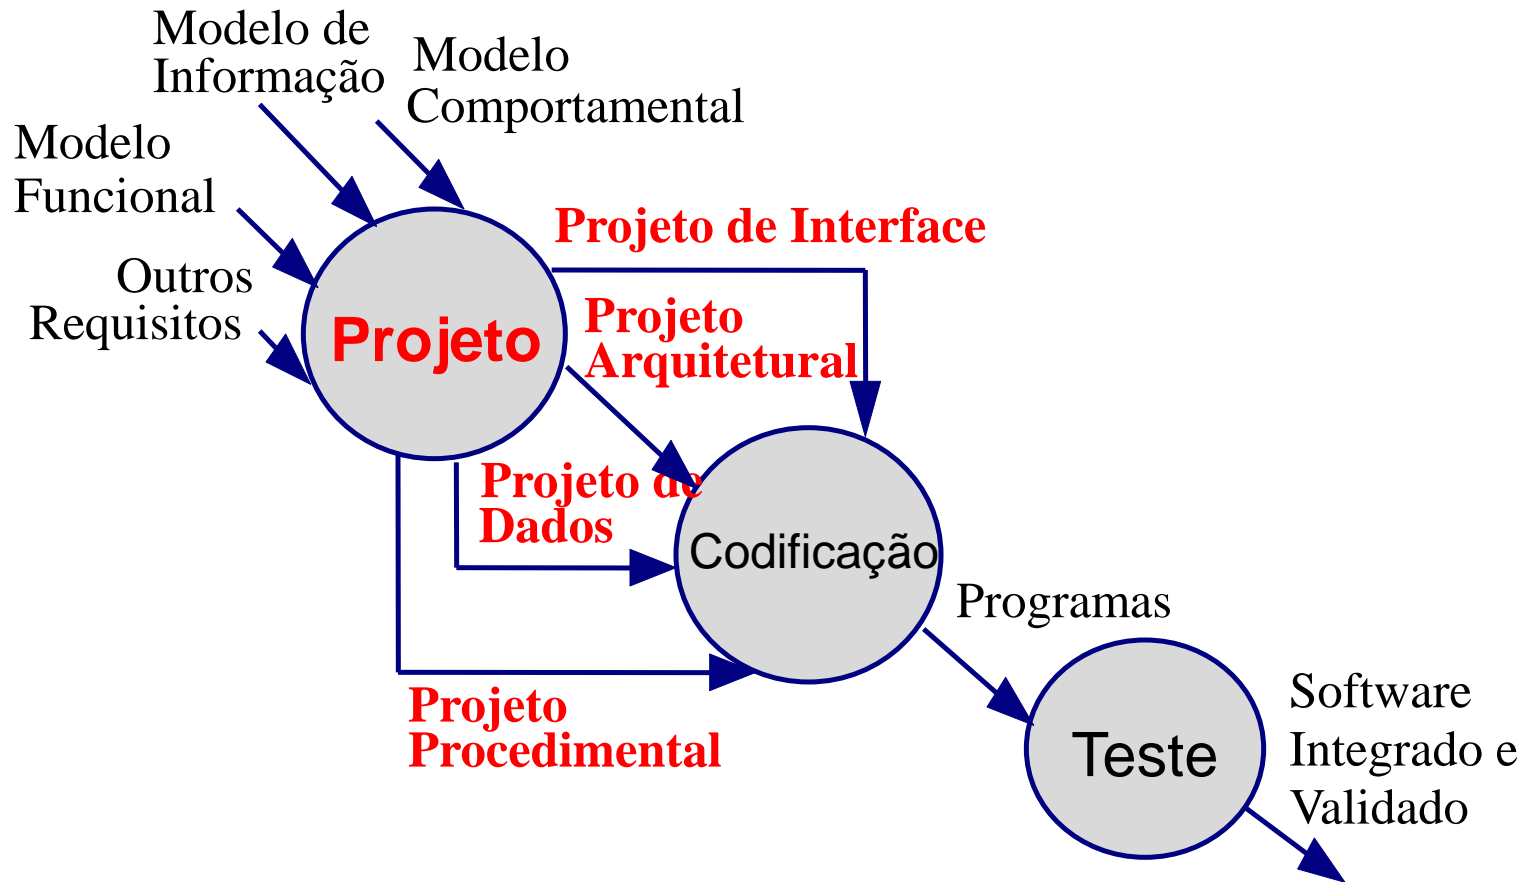 Modelo de
Informação
Modelo
Comportamental
Modelo
Funcional
Outros
Requisitos
Projeto
Projeto de Interface
Projeto
Arquitetural
Projeto de
Dados
Codificação
Projeto
Procedimental
Programas
Teste
Software
Integrado e
Validado